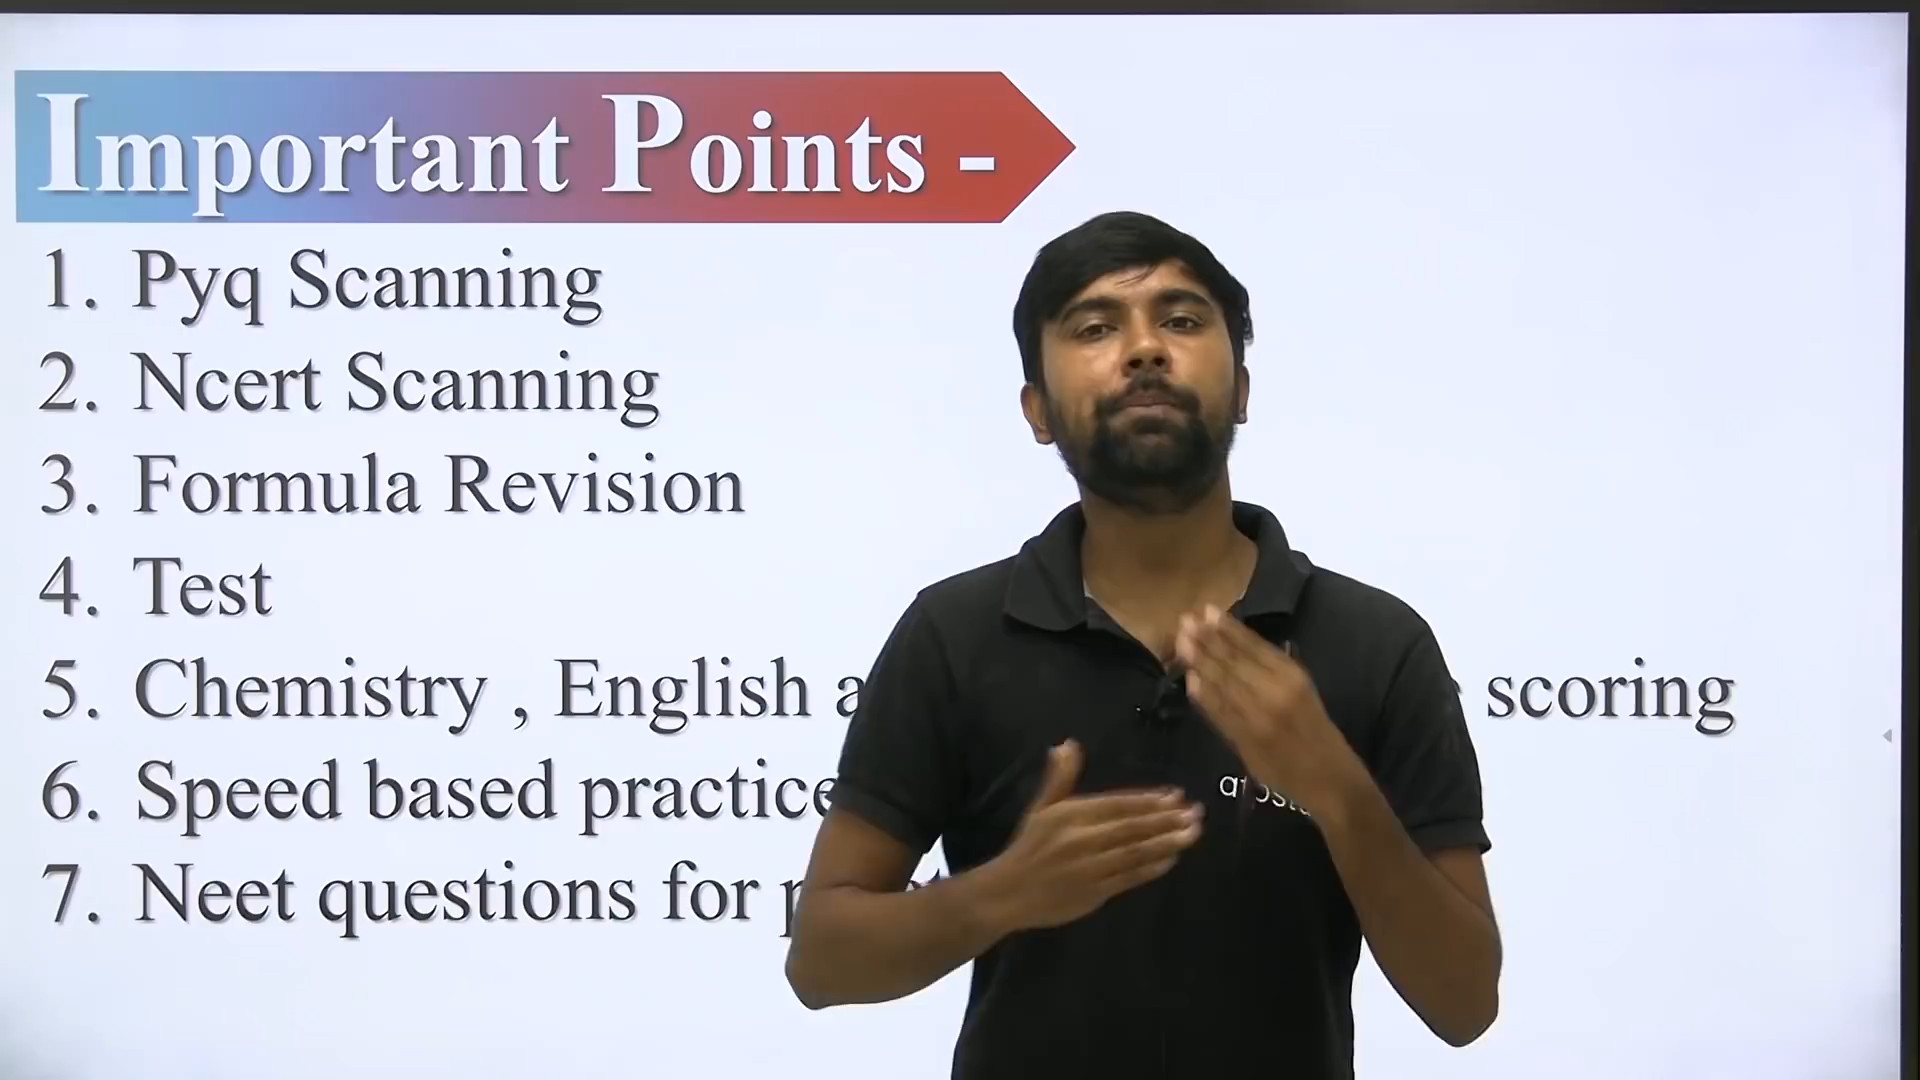 Important Points -
1. Pyq Scanning
2. Ncert Scanning
3. Formula Revision
4. Test
5. Chemistry , English scoring
6. Speed based practice
7. Neet questions for